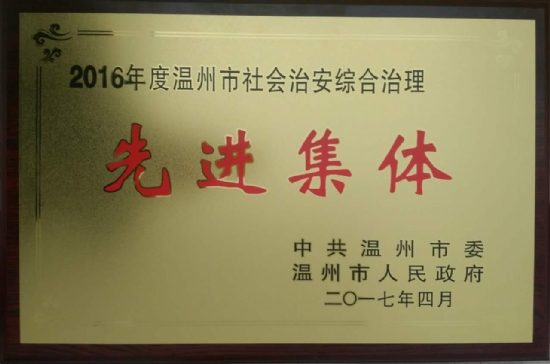 2016年度温州市社会治安综合治理
先进集体
中共温州市委
温州市人民政府
二〇一七年四月